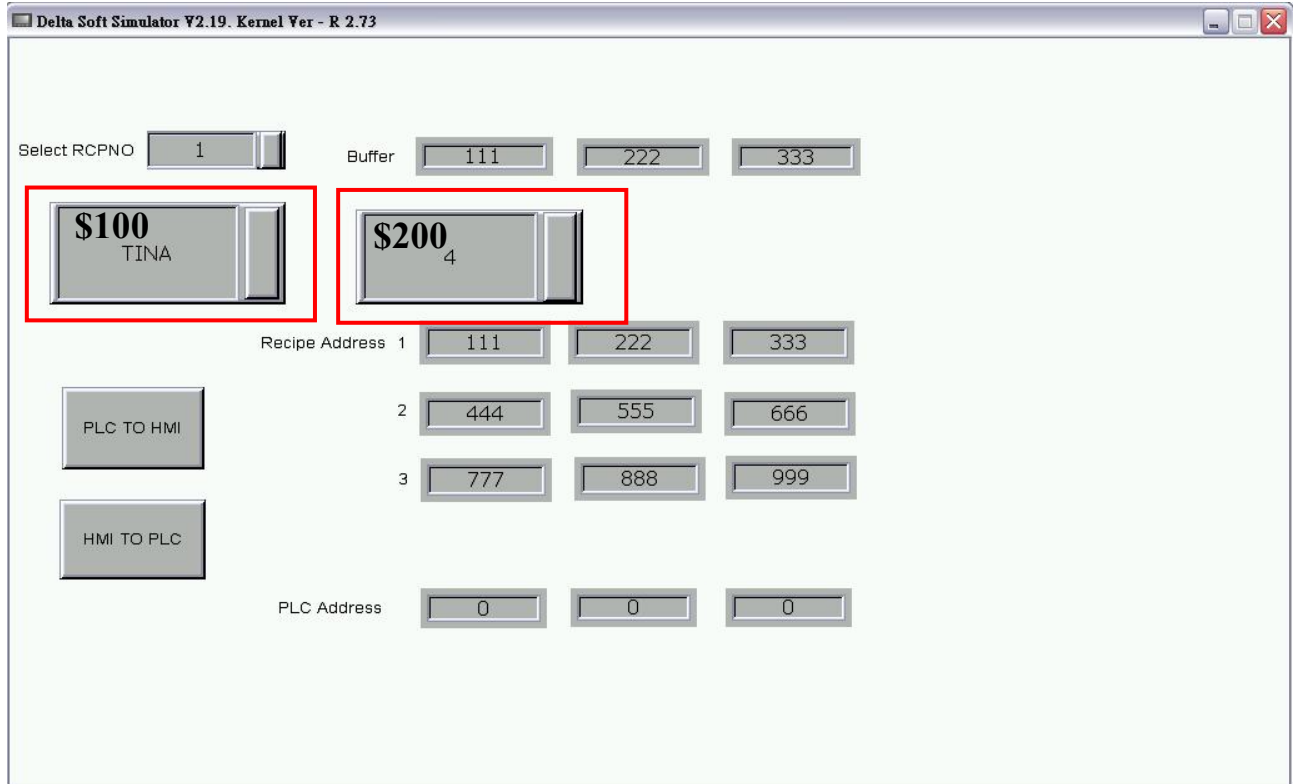 Delta Soft Simulator V2.19. Kernel Ver - R 2.73
Select RCPNO 1 Buffer 111 222 333
$100 $200
TINA 4
Recipe Address 1 111 222 333
PLC TO HMI 2 444 555 666
3 777 888 999
HMI TO PLC
PLC Address 0 0 0